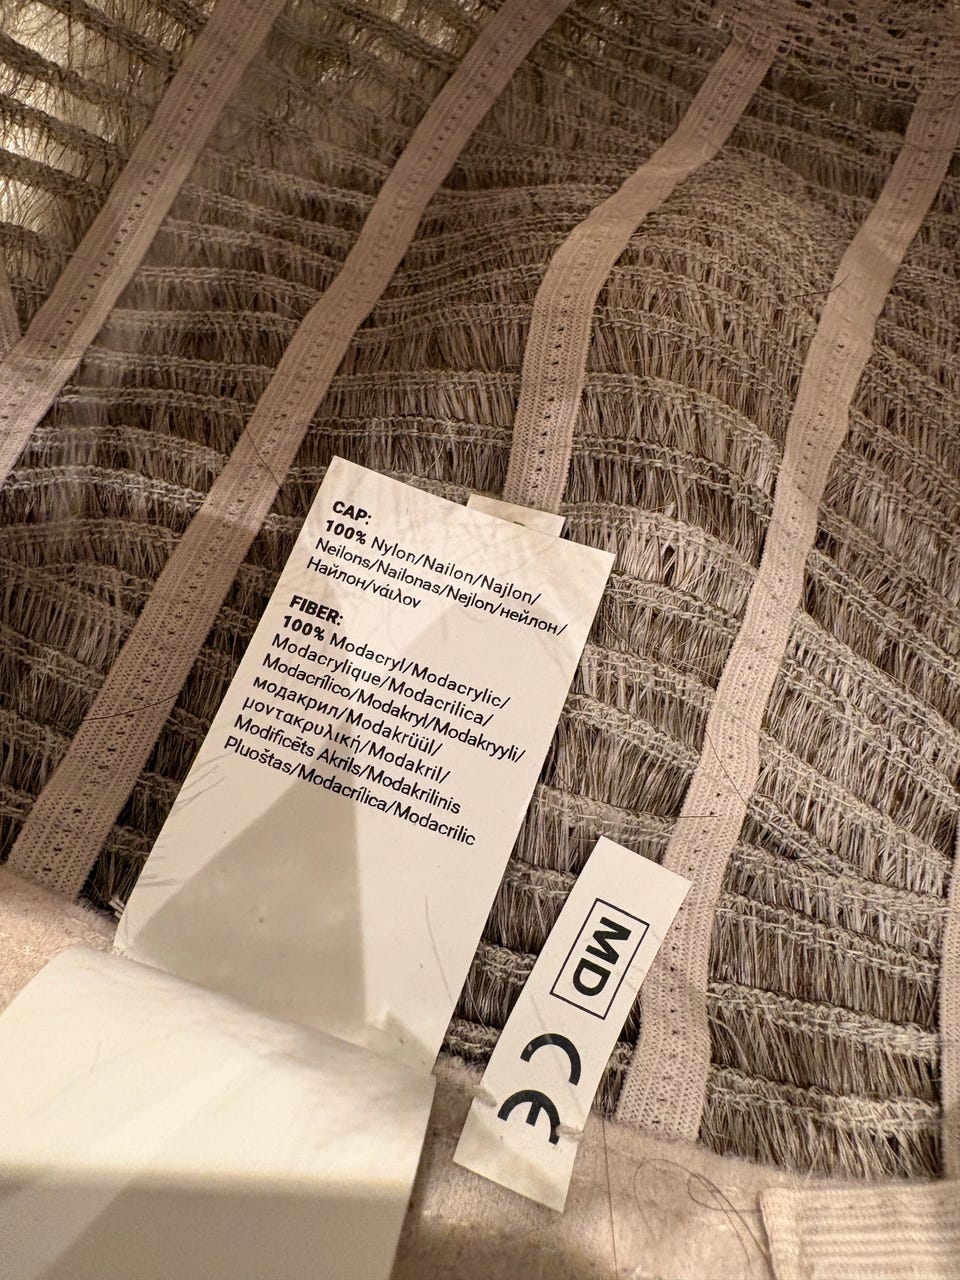 CAP:
100% Nylon/Nailon/Najlon/
Neilons/Nailonas/Nejlon/нейлон/
Найлон/νάιλον
FIBER:
100% Modacryl/Modacrylic/
Modacrylique/Modacrilica/
Modacrílico/Modakryl/Modakryyli/
модакрил/Modakrüül/
μοντακρυλική/Modakril/
Modificēts Akrils/Modakrilinis
Pluoštas/Modacrílica/Modacrilic
MD
CE